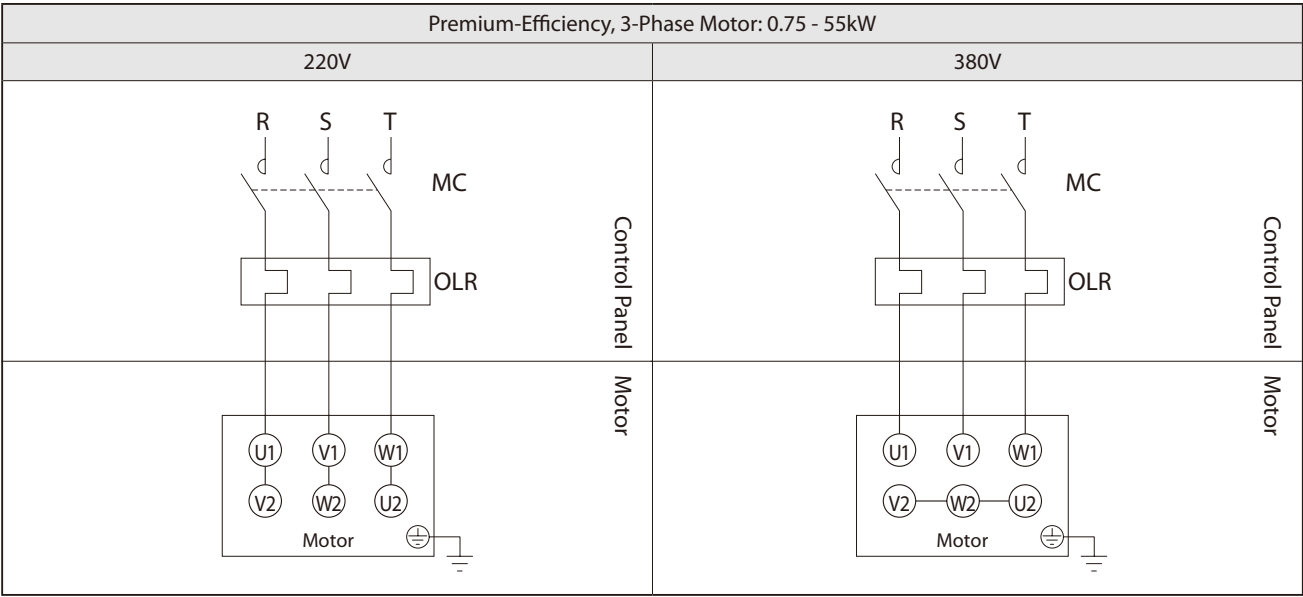 Premium-Efficiency, 3-Phase Motor: 0.75 - 55kW
220V
380V
R S T
MC
OLR
Control Panel
Motor
U1 V1 W1
V2 W2 U2
Motor
R S T
MC
OLR
Control Panel
Motor
U1 V1 W1
V2 W2 U2
Motor